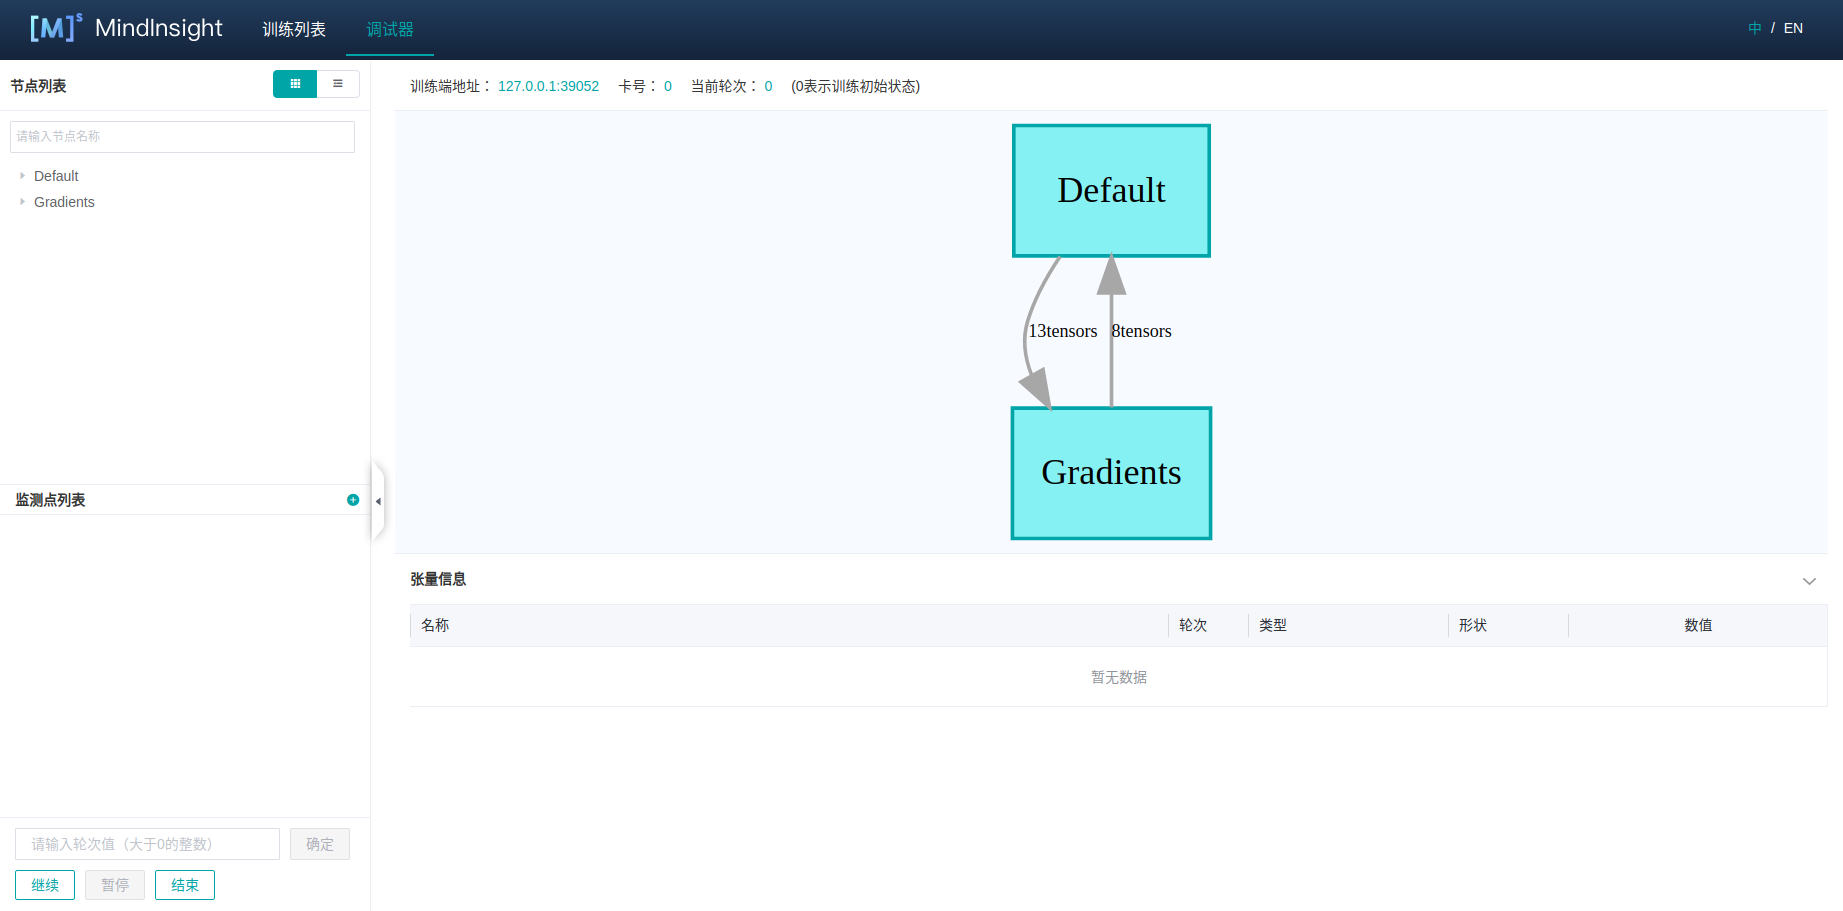 [M]s MindInsight 训练列表 调试器 中 / EN
节点列表
训练端地址： 127.0.0.1:39052 卡号： 0 当前轮次： 0 (0表示训练初始状态)
请输入节点名称
Default
Gradients
Default
13tensors 8tensors
Gradients
监测点列表
张量信息
名称 轮次 类型 形状 数值
暂无数据
请输入轮次值（大于0的整数） 确定
继续 暂停 结束